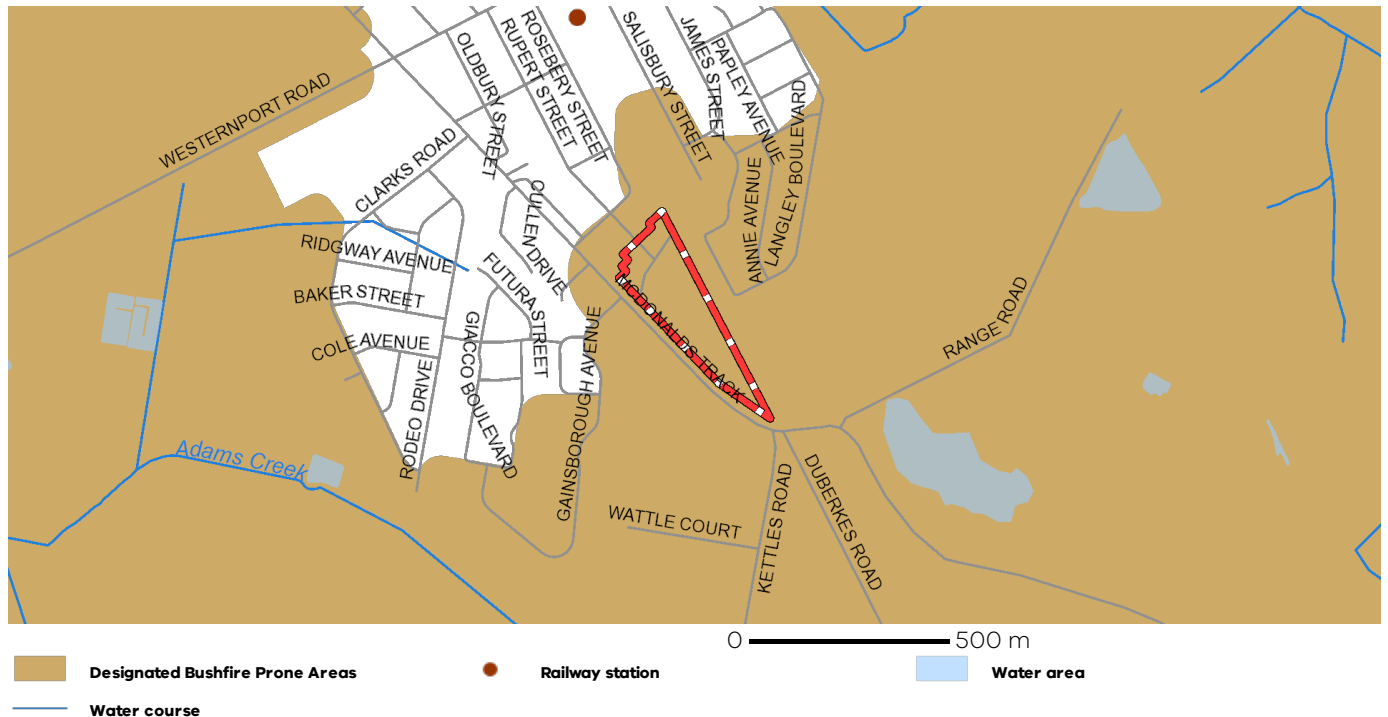 WESTERNPORT ROAD
OLDBURY STREET
RUPERT STREET
ROSEBERY STREET
SALISBURY STREET
JAMES STREET
PAPLEY AVENUE
LANGLEY BOULEVARD
ANNIE AVENUE
CLARKS ROAD
CULLEN DRIVE
RIDGWAY AVENUE
FUTURA STREET
BAKER STREET
COLE AVENUE
GIACCO BOULEVARD
RODEO DRIVE
GAINSBOROUGH AVENUE
MCDONALDS TRACK
RANGE ROAD
Adams Creek
WATTLE COURT
KETTLES ROAD
DUBERKES ROAD
0 500 m
Designated Bushfire Prone Areas
Railway station
Water area
Water course